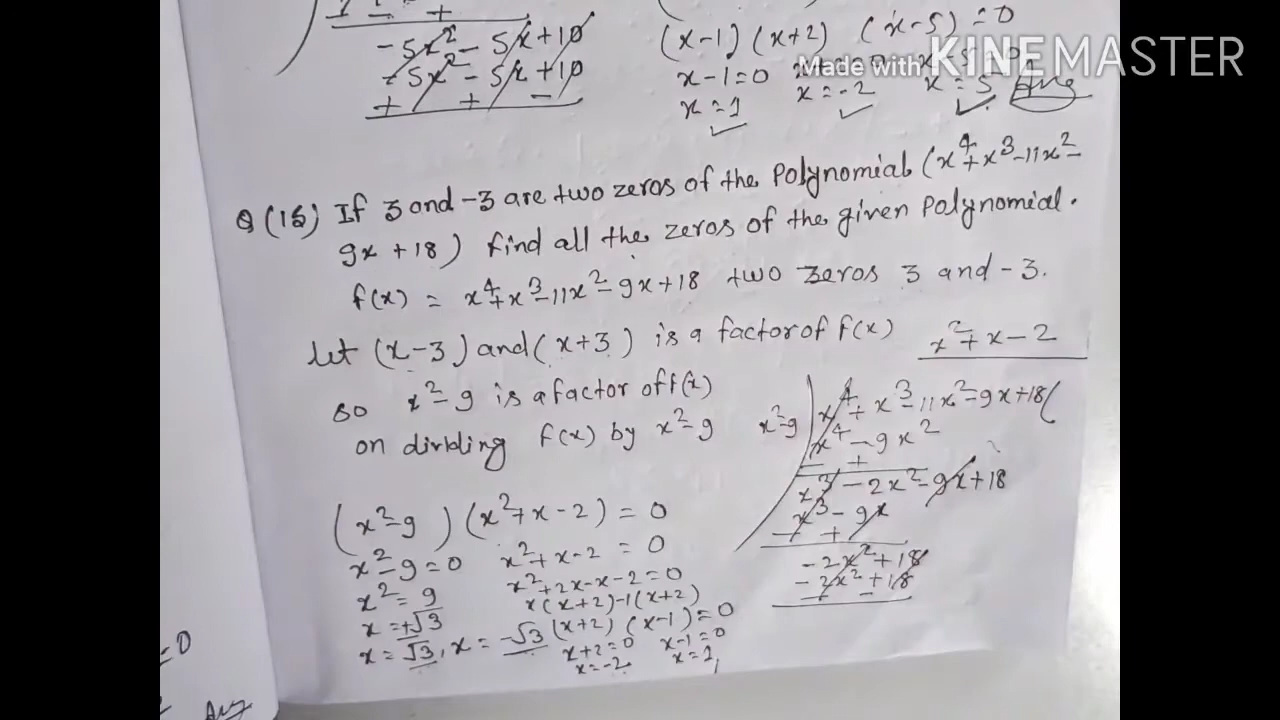 - 5x² - 5x + 10
- 5x² - 5x + 10
+ + -
(x-1) (x+2) (x-5) = 0
x-1=0
x=1 x=-2 x=5 Ans
Made with KINEMASTER
Q (15) If 3 and -3 are two zeros of the Polynomial (x⁴+x³-11x²-
9x +18) find all the zeros of the given Polynomial.
f(x) = x⁴+x³-11x²-9x+18 two zeros 3 and -3.
Let (x-3) and (x+3) is a factor of f(x)
so x²-9 is a factor of f(x)
on dividing f(x) by x²-9
x²+x-2
x²-9) x⁴+x³-11x²-9x+18(
x⁴ -9x²
- +
x³-2x²-9x+18
x³-9x
- +
-2x²+18
-2x²+18
+ -
(x²-9) (x²+x-2) = 0
x²-9=0 x²+x-2 = 0
x²=9 x²+2x-x-2=0
x(x+2)-1(x+2)
x=±√3 (x+2) (x-1)=0
x=√3, x=-√3 x+2=0 x-1=0
x=-2 x=1
=0
Ans